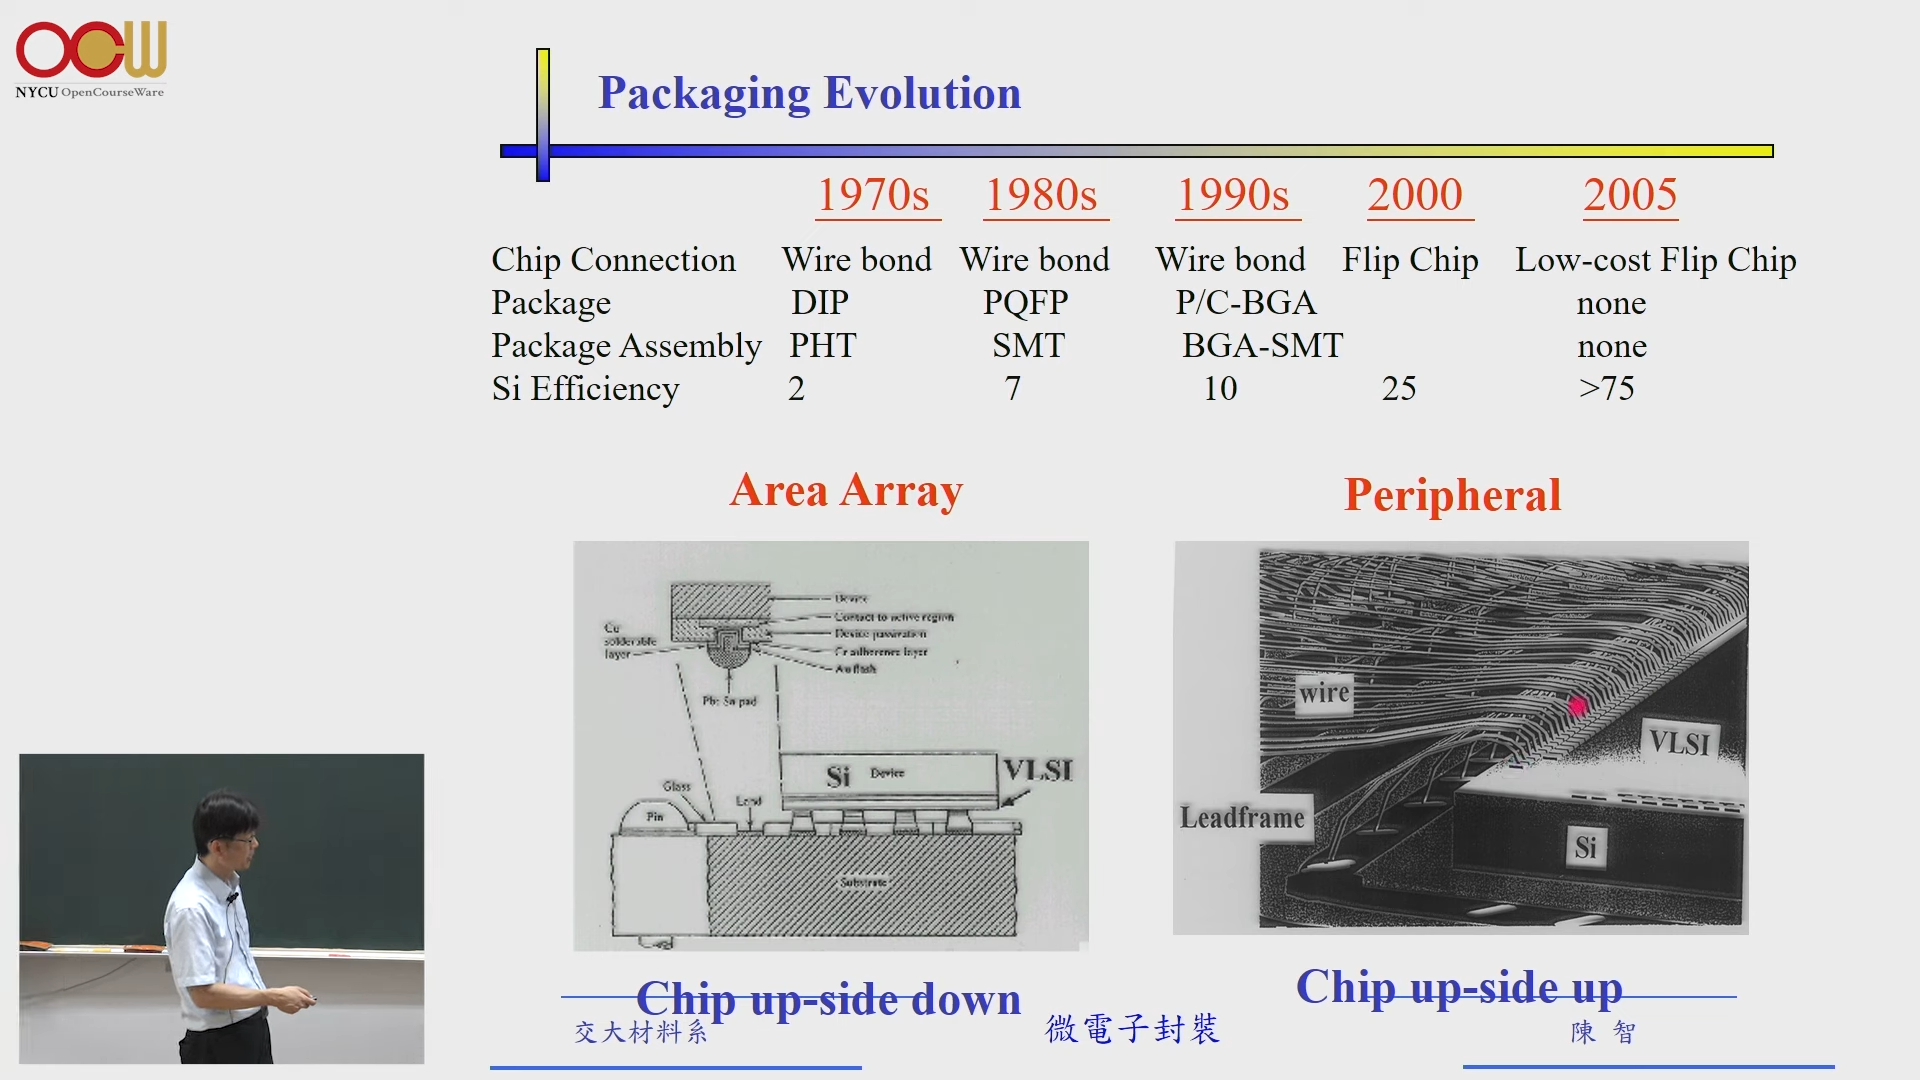 OCW
NYCU OpenCourseWare
Packaging Evolution
1970s 1980s 1990s 2000 2005
Chip Connection Wire bond Wire bond Wire bond Flip Chip Low-cost Flip Chip
Package DIP PQFP P/C-BGA none
Package Assembly PHT SMT BGA-SMT none
Si Efficiency 2 7 10 25 >75
Area Array
Peripheral
Device
Contact to active region
Device passivation
Cr adherence layer
Au flash
Cu
solderable
layer
Pb: Sn pad
Si Device VLSI
Glass
Lead
Pin
Substrate
wire
VLSI
Leadframe
Si
Chip up-side down
Chip up-side up
交大材料系 微電子封裝 陳 智